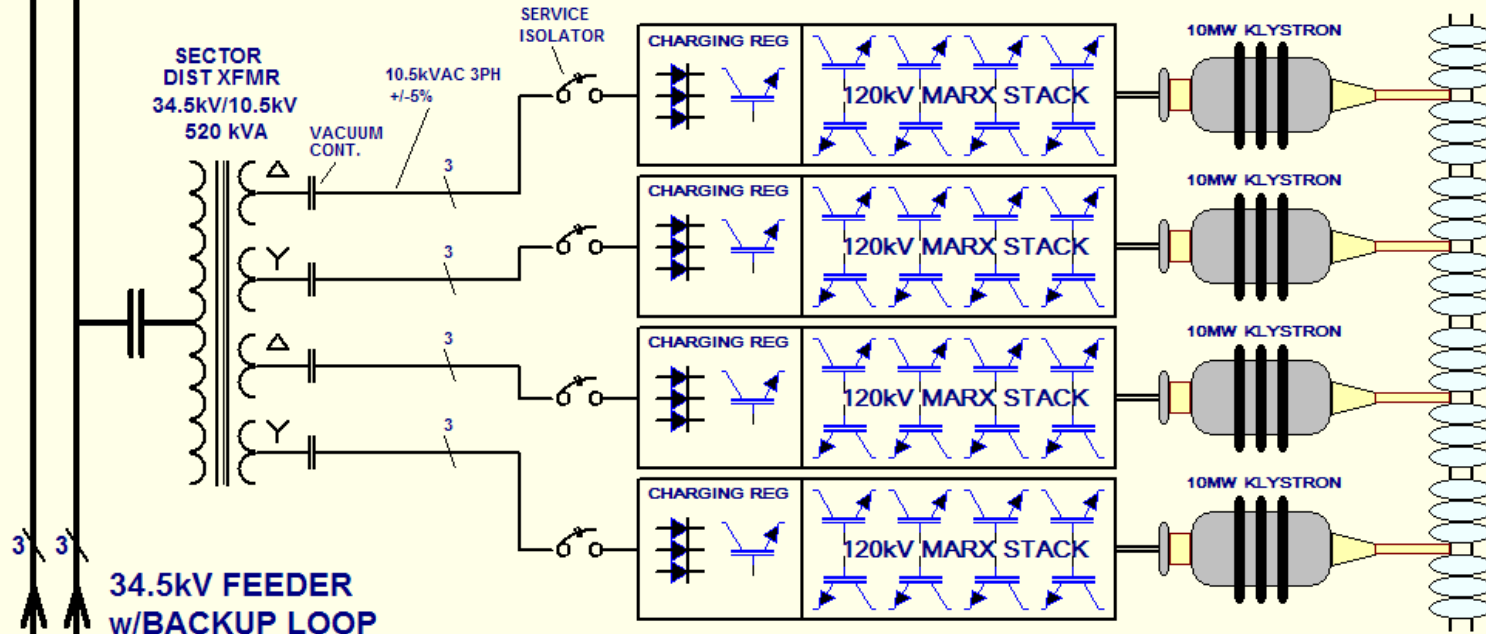 SERVICE
ISOLATOR
SECTOR
DIST XFMR
34.5kV/10.5kV
520 kVA
10.5kVAC 3PH
+/-5%
VACUUM
CONT.
Δ
3
CHARGING REG
120kV MARX STACK
10MW KLYSTRON
Y
3
CHARGING REG
120kV MARX STACK
10MW KLYSTRON
Δ
3
CHARGING REG
120kV MARX STACK
10MW KLYSTRON
Y
3
CHARGING REG
120kV MARX STACK
10MW KLYSTRON
3 3
34.5kV FEEDER
w/BACKUP LOOP